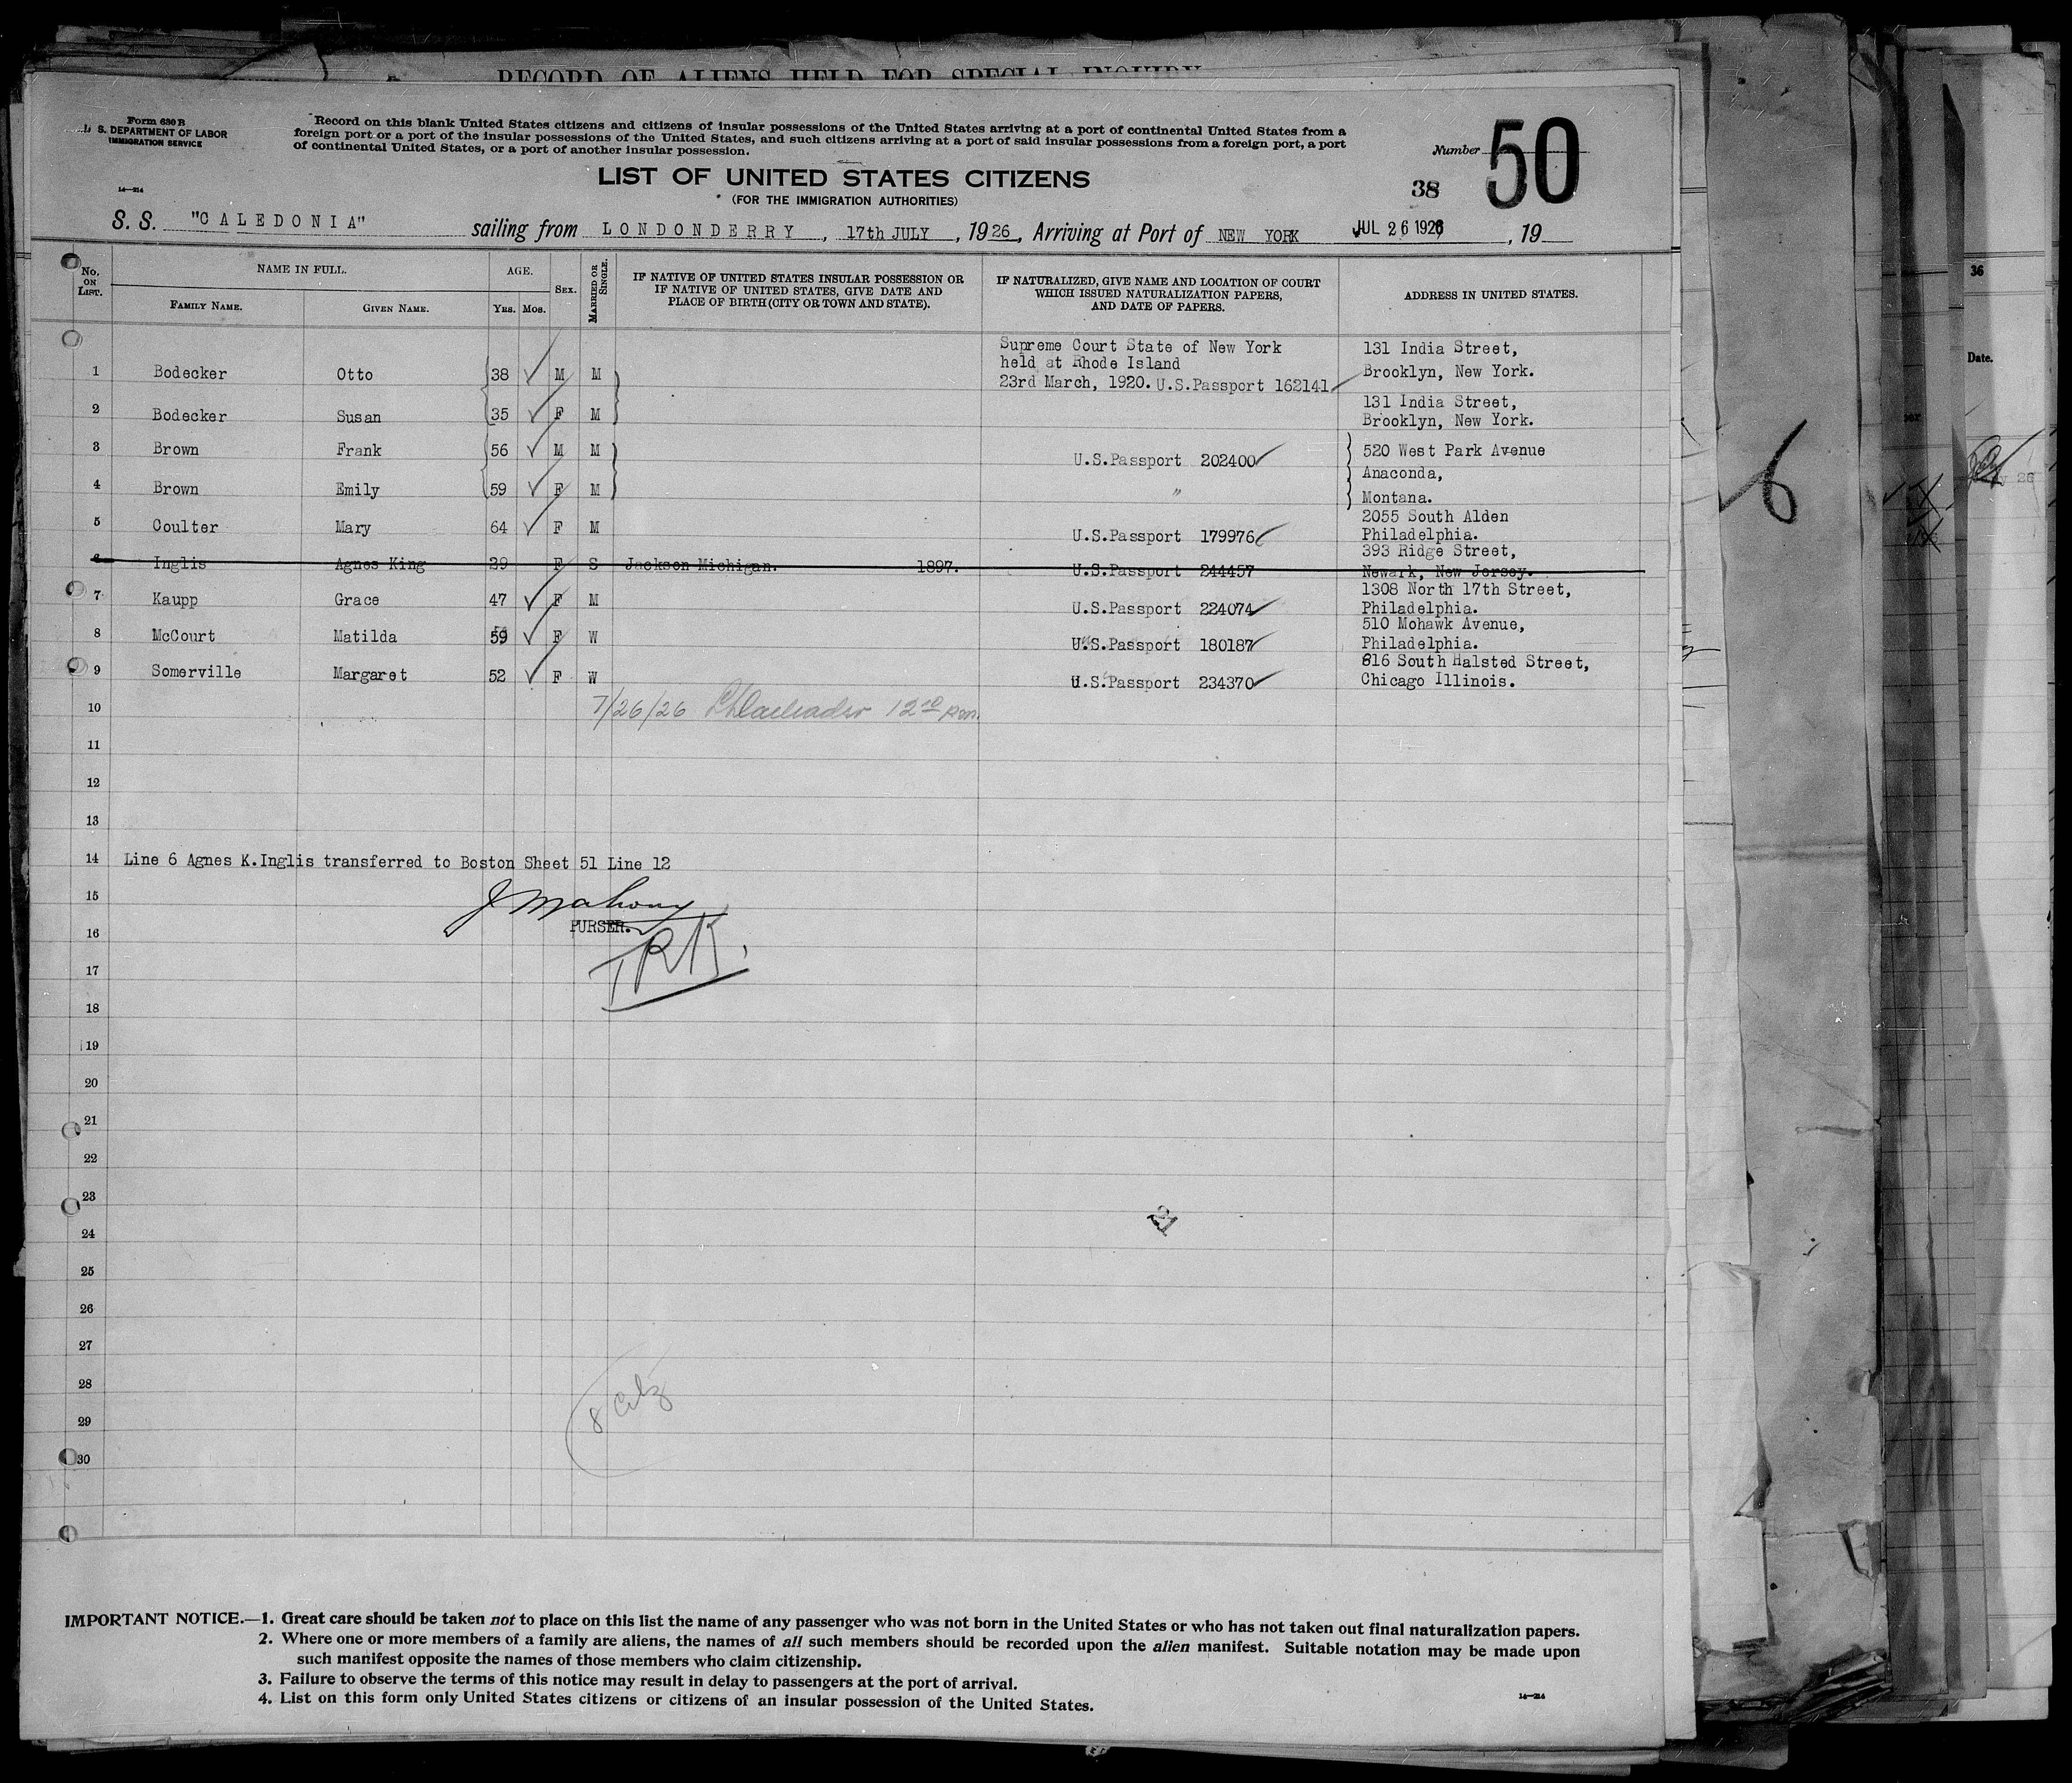 RECORD OF ALIENS HELD FOR SPECIAL INQUIRY
Form 630 B
U. S. DEPARTMENT OF LABOR
IMMIGRATION SERVICE
Record on this blank United States citizens and citizens of insular possessions of the United States arriving at a port of continental United States from a
foreign port or a port of the insular possessions of the United States, and such citizens arriving at a port of said insular possessions from a foreign port, a port
of continental United States, or a port of another insular possession.
Number 50
38
14—214
LIST OF UNITED STATES CITIZENS
(FOR THE IMMIGRATION AUTHORITIES)
S. S. "CALEDONIA" sailing from LONDONDERRY, 17th JULY, 1926, Arriving at Port of NEW YORK JUL 26 1926, 19
No. ON LIST. NAME IN FULL. AGE. SEX. MARRIED OR SINGLE. IF NATIVE OF UNITED STATES INSULAR POSSESSION OR IF NATIVE OF UNITED STATES, GIVE DATE AND PLACE OF BIRTH (CITY OR TOWN AND STATE). IF NATURALIZED, GIVE NAME AND LOCATION OF COURT WHICH ISSUED NATURALIZATION PAPERS, AND DATE OF PAPERS. ADDRESS IN UNITED STATES.
FAMILY NAME. GIVEN NAME. YRS. MOS.
1 Bodecker Otto 38 M M Supreme Court State of New York held at Rhode Island 23rd March, 1920. U.S.Passport 162141 131 India Street, Brooklyn, New York.
2 Bodecker Susan 35 F M 131 India Street, Brooklyn, New York.
3 Brown Frank 56 M M U.S.Passport 202400 520 West Park Avenue
4 Brown Emily 59 F M " Anaconda, Montana.
5 Coulter Mary 64 F M U.S.Passport 179976 2055 South Alden Philadelphia.
6 Inglis Agnes King 29 F S Jackson Michigan. 1897. U.S.Passport 244457 393 Ridge Street, Newark, New Jersey.
7 Kaupp Grace 47 F M U.S.Passport 224074 1308 North 17th Street, Philadelphia.
8 McCourt Matilda 59 F W U.S.Passport 180187 510 Mohawk Avenue, Philadelphia.
9 Somerville Margaret 52 F W U.S.Passport 234370 816 South Halsted Street, Chicago Illinois.
10 7/26/26
11
12
13
14 Line 6 Agnes K.Inglis transferred to Boston Sheet 51 Line 12
15 J Mahony
PURSER.
16
TRK.
17
18
19
20
21
22
23
24
25
26
27
28
8
29
30
IMPORTANT NOTICE.—1. Great care should be taken not to place on this list the name of any passenger who was not born in the United States or who has not taken out final naturalization papers.
2. Where one or more members of a family are aliens, the names of all such members should be recorded upon the alien manifest. Suitable notation may be made upon
such manifest opposite the names of those members who claim citizenship.
3. Failure to observe the terms of this notice may result in delay to passengers at the port of arrival.
4. List on this form only United States citizens or citizens of an insular possession of the United States.
14—214
36
Date.
6